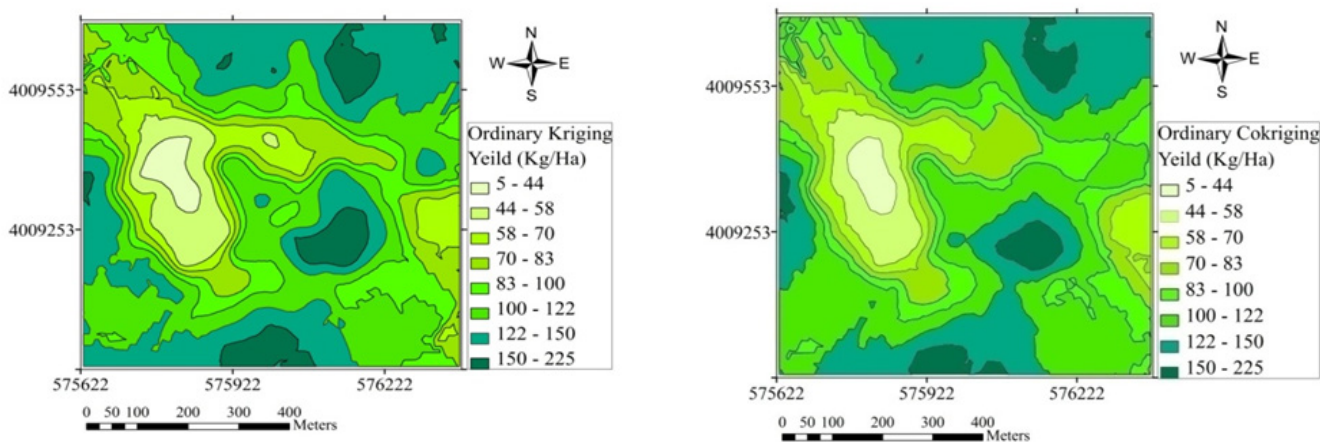 N
W E
S
4009553
4009253
575622 575922 576222
Ordinary Kriging
Yeild (Kg/Ha)
5 - 44
44 - 58
58 - 70
70 - 83
83 - 100
100 - 122
122 - 150
150 - 225
0 50 100 200 300 400
Meters
N
W E
S
4009553
4009253
575622 575922 576222
Ordinary Cokriging
Yeild (Kg/Ha)
5 - 44
44 - 58
58 - 70
70 - 83
83 - 100
100 - 122
122 - 150
150 - 225
0 50 100 200 300 400
Meters